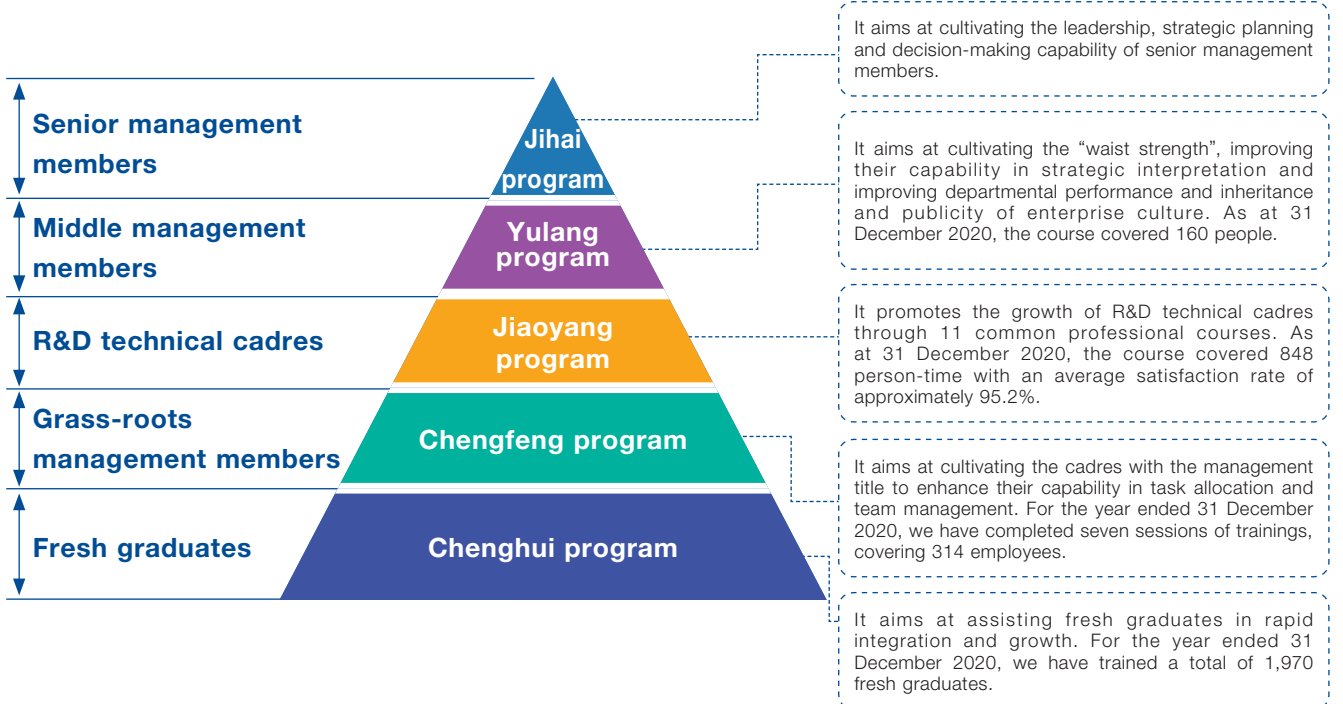 Senior management
members
Jihai
program
It aims at cultivating the leadership, strategic planning
and decision-making capability of senior management
members.
Middle management
members
Yulang
program
It aims at cultivating the “waist strength”, improving
their capability in strategic interpretation and
improving departmental performance and inheritance
and publicity of enterprise culture. As at 31
December 2020, the course covered 160 people.
R&D technical cadres
Jiaoyang
program
It promotes the growth of R&D technical cadres
through 11 common professional courses. As
at 31 December 2020, the course covered 848
person-time with an average satisfaction rate of
approximately 95.2%.
Grass-roots
management members
Chengfeng program
It aims at cultivating the cadres with the management
title to enhance their capability in task allocation and
team management. For the year ended 31 December
2020, we have completed seven sessions of trainings,
covering 314 employees.
Fresh graduates
Chenghui program
It aims at assisting fresh graduates in rapid
integration and growth. For the year ended 31
December 2020, we have trained a total of 1,970
fresh graduates.